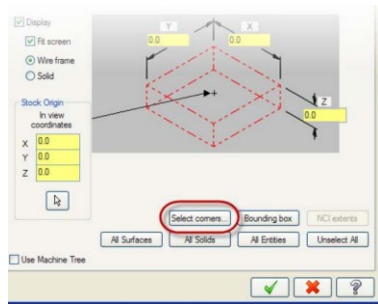 Display
Y
X
Fit screen
0.0
0.0
Wire frame
Solid
Stock Origin
Z
In view
coordinates
0.0
X 0.0
Y 0.0
Z 0.0
Select corners...
Bounding box
NCI extents
All Surfaces
All Solids
All Entities
Unselect All
Use Machine Tree
?